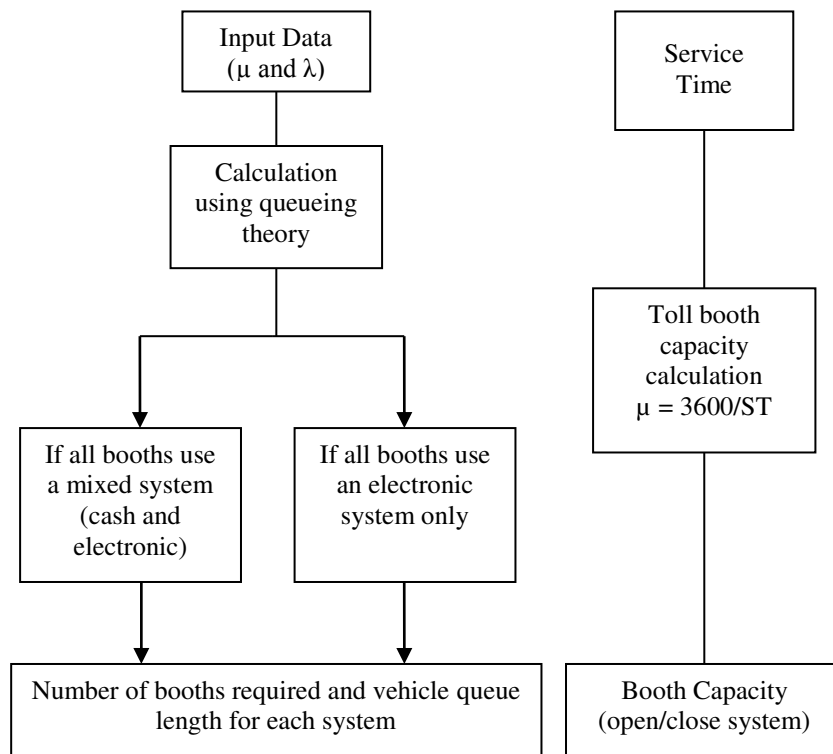 Input Data
(µ and λ)
Calculation
using queueing
theory
If all booths use
a mixed system
(cash and
electronic)
If all booths use
an electronic
system only
Number of booths required and vehicle queue
length for each system
Service
Time
Toll booth
capacity
calculation
µ = 3600/ST
Booth Capacity
(open/close system)